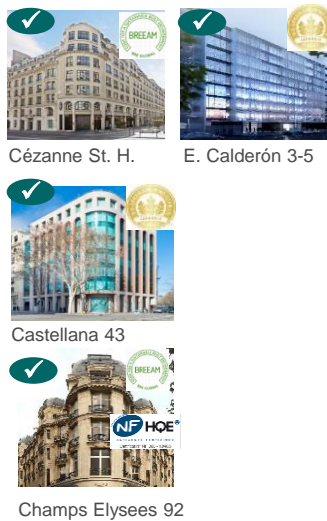 BREEAM
Cézanne St. H.
E. Calderón 3-5
Castellana 43
BREEAM
NF HQE
Champs Elysees 92